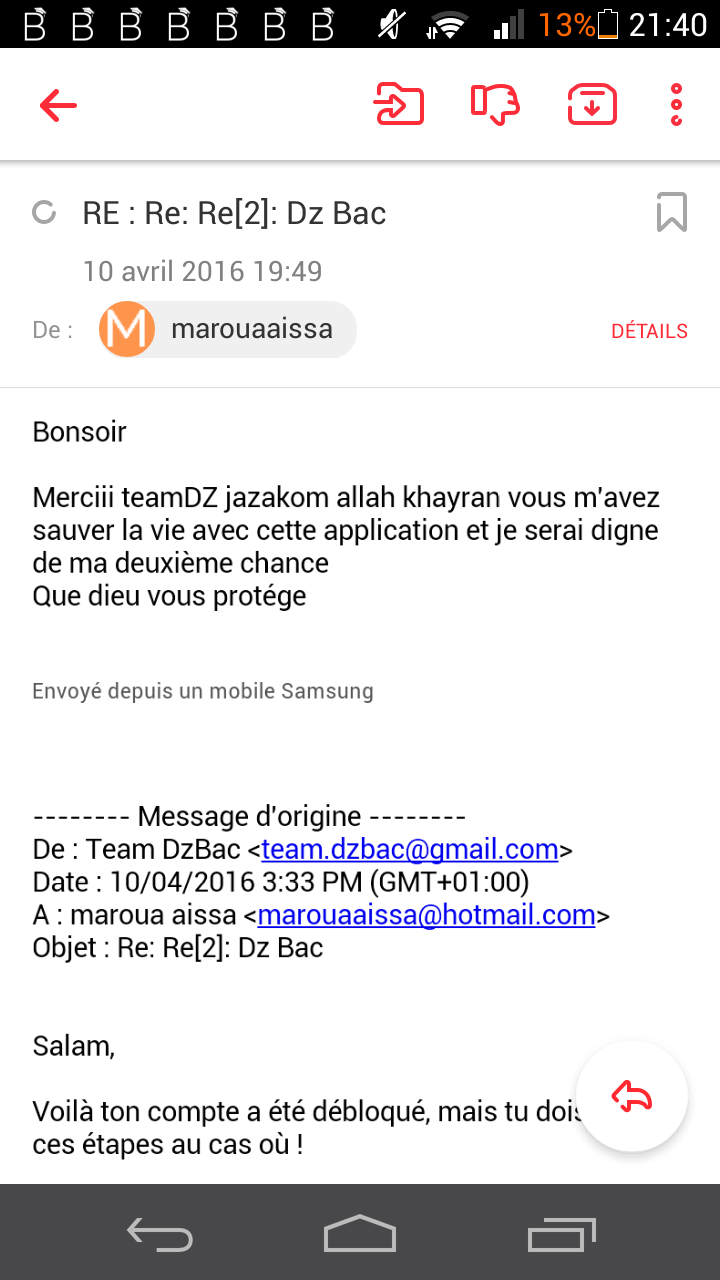 13% 21:40
RE : Re: Re[2]: Dz Bac
10 avril 2016 19:49
De : M marouaaissa DÉTAILS
Bonsoir
Merciii teamDZ jazakom allah khayran vous m'avez
sauver la vie avec cette application et je serai digne
de ma deuxième chance
Que dieu vous protége
Envoyé depuis un mobile Samsung
-------- Message d'origine --------
De : Team DzBac <team.dzbac@gmail.com>
Date : 10/04/2016 3:33 PM (GMT+01:00)
A : maroua aissa <marouaaissa@hotmail.com>
Objet : Re: Re[2]: Dz Bac
Salam,
Voilà ton compte a été débloqué, mais tu dois
ces étapes au cas où !